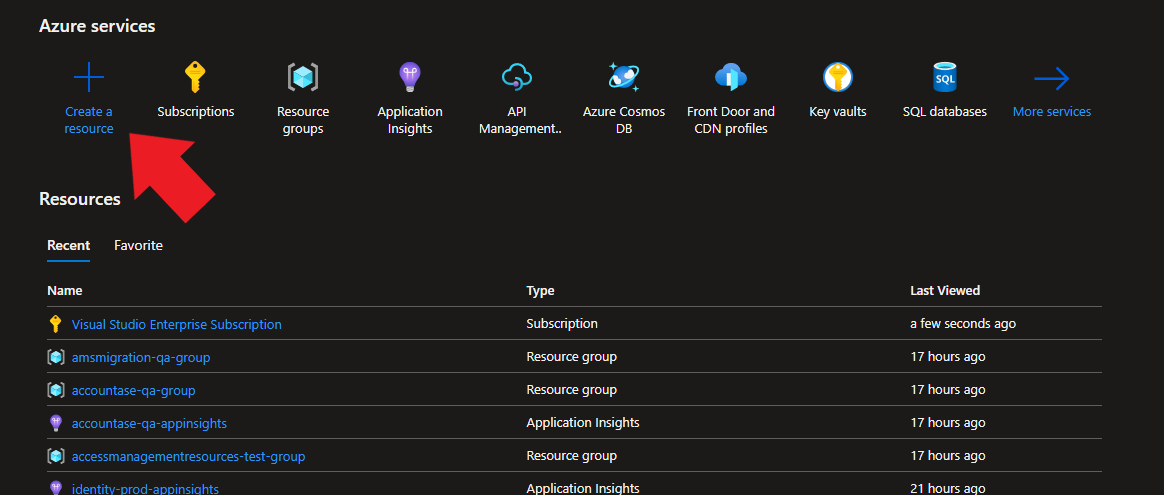 Azure services
Create a resource
Subscriptions
Resource groups
Application Insights
API Management..
Azure Cosmos DB
Front Door and CDN profiles
Key vaults
SQL
SQL databases
More services
Resources
Recent Favorite
Name Type Last Viewed
Visual Studio Enterprise Subscription Subscription a few seconds ago
amsmigration-qa-group Resource group 17 hours ago
accountase-qa-group Resource group 17 hours ago
accountase-qa-appinsights Application Insights 17 hours ago
accessmanagementresources-test-group Resource group 17 hours ago
identity-prod-appinsights Application Insights 21 hours ago